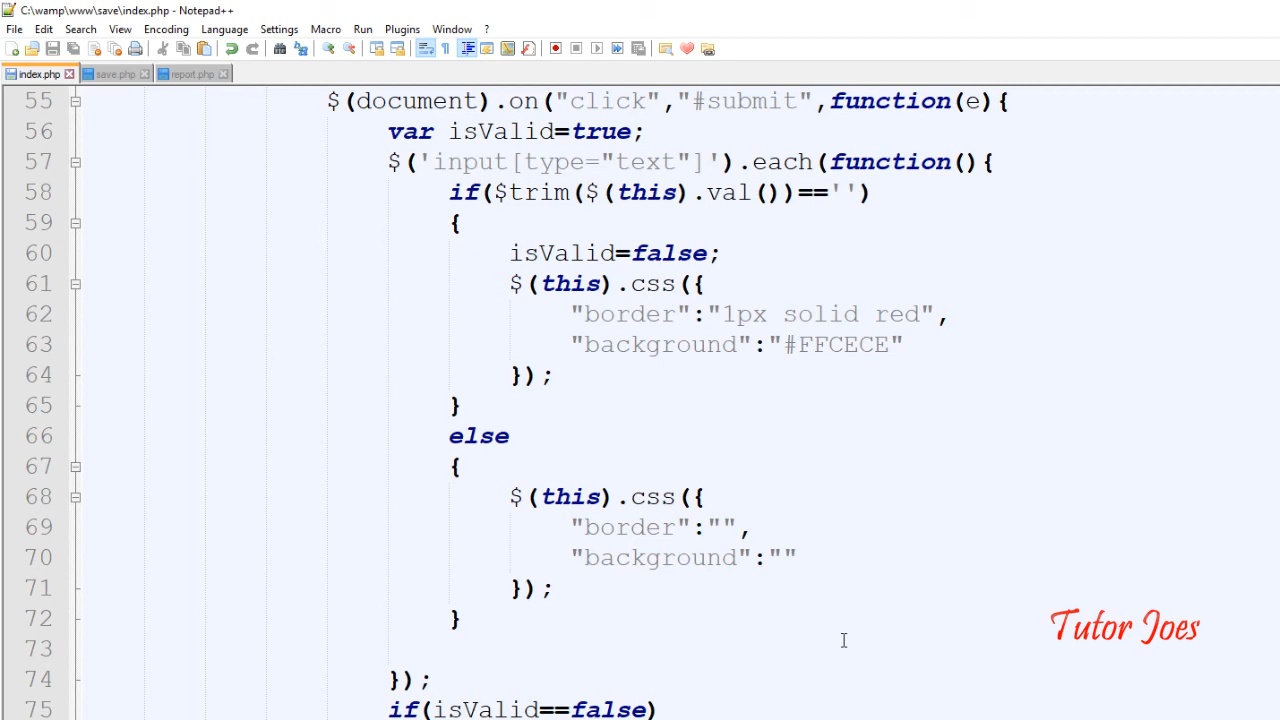 C:\wamp\www\save\index.php - Notepad++
File Edit Search View Encoding Language Settings Macro Run Plugins Window ?
index.php save.php report.php
55 $(document).on("click","#submit",function(e){
56 var isValid=true;
57 $('input[type="text"]').each(function(){
58 if($trim($(this).val())=='')
59 {
60 isValid=false;
61 $(this).css({
62 "border":"1px solid red",
63 "background":"#FFCECE"
64 });
65 }
66 else
67 {
68 $(this).css({
69 "border":"",
70 "background":""
71 });
72 }
Tutor Joes
73
74 });
75 if(isValid==false)